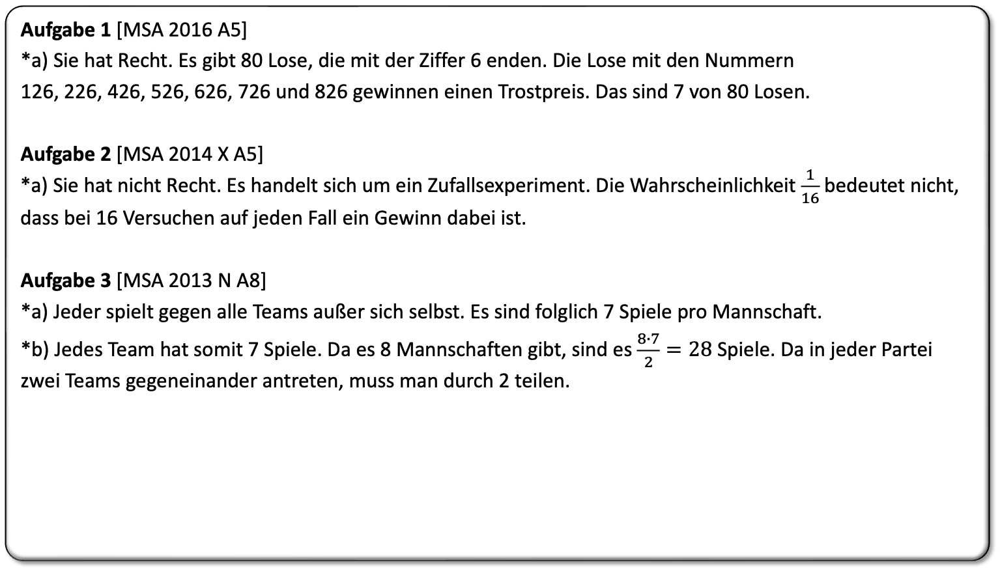 Aufgabe 1 [MSA 2016 A5]
*a) Sie hat Recht. Es gibt 80 Lose, die mit der Ziffer 6 enden. Die Lose mit den Nummern
126, 226, 426, 526, 626, 726 und 826 gewinnen einen Trostpreis. Das sind 7 von 80 Losen.
Aufgabe 2 [MSA 2014 X A5]
*a) Sie hat nicht Recht. Es handelt sich um ein Zufallsexperiment. Die Wahrscheinlichkeit 1/16 bedeutet nicht,
dass bei 16 Versuchen auf jeden Fall ein Gewinn dabei ist.
Aufgabe 3 [MSA 2013 N A8]
*a) Jeder spielt gegen alle Teams außer sich selbst. Es sind folglich 7 Spiele pro Mannschaft.
*b) Jedes Team hat somit 7 Spiele. Da es 8 Mannschaften gibt, sind es 8·7/2 = 28 Spiele. Da in jeder Partei
zwei Teams gegeneinander antreten, muss man durch 2 teilen.